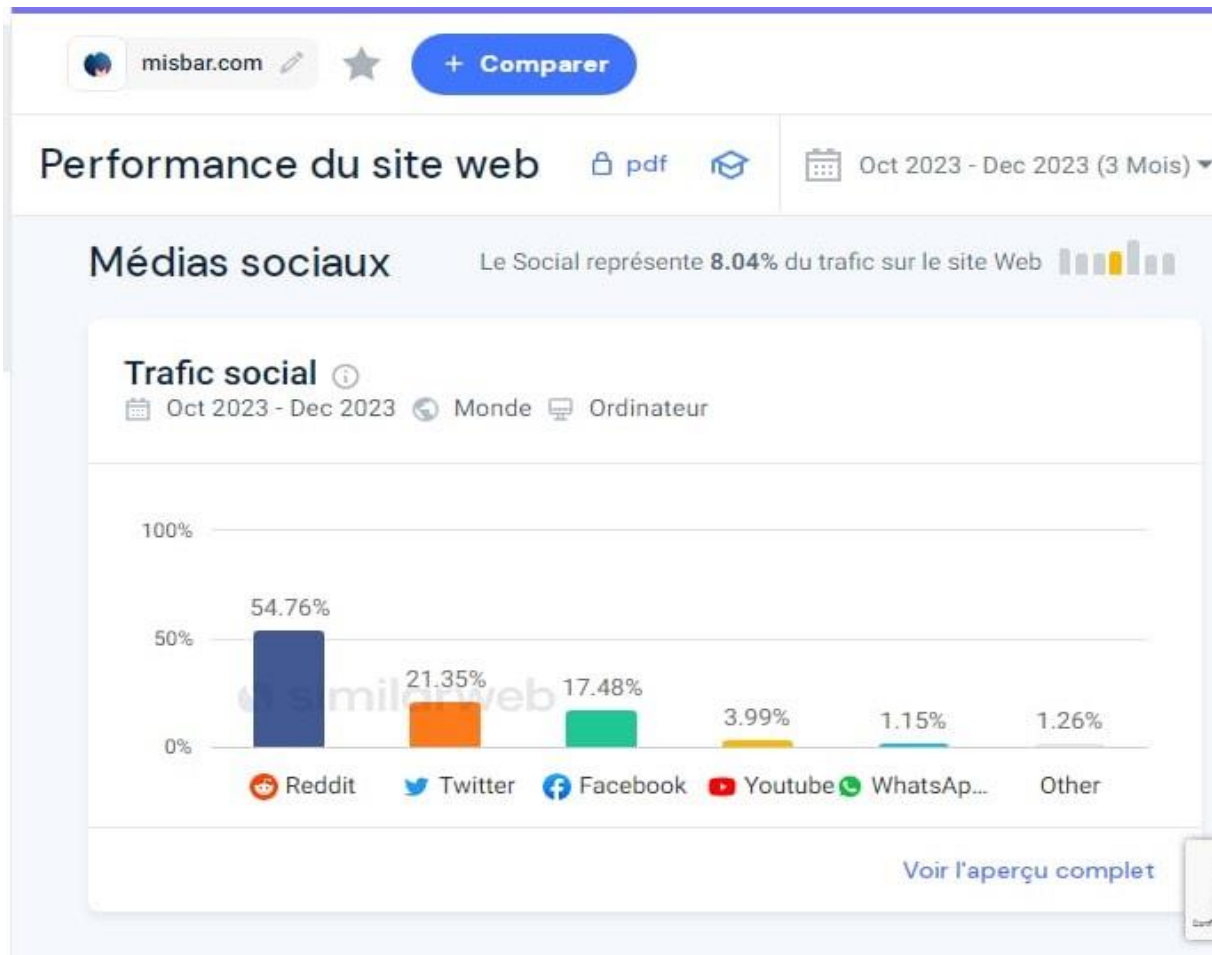 misbar.com
+ Comparer
Performance du site web pdf Oct 2023 - Dec 2023 (3 Mois)
Médias sociaux Le Social représente 8.04% du trafic sur le site Web
Trafic social
Oct 2023 - Dec 2023 Monde Ordinateur
100%
54.76%
50%
21.35% 17.48%
similarweb
3.99% 1.15% 1.26%
0%
Reddit Twitter Facebook Youtube WhatsAp... Other
Voir l'aperçu complet